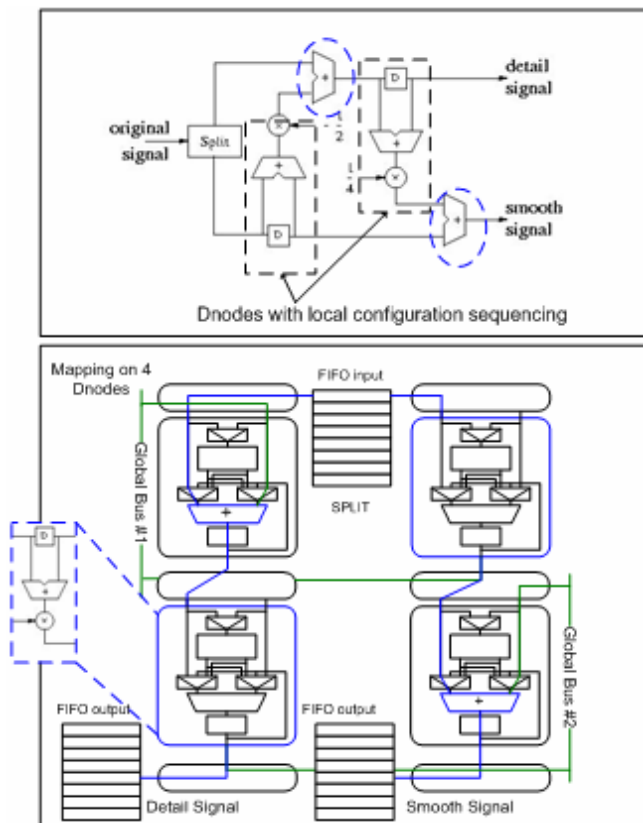 original
signal
Split
D
+
×
1
2
+
D
+
×
1
4
+
detail
signal
smooth
signal
Dnodes with local configuration sequencing
Mapping on 4
Dnodes
FIFO input
SPLIT
Global Bus #1
+
D
+
×
Global Bus #2
+
FIFO output
FIFO output
Detail Signal
Smooth Signal